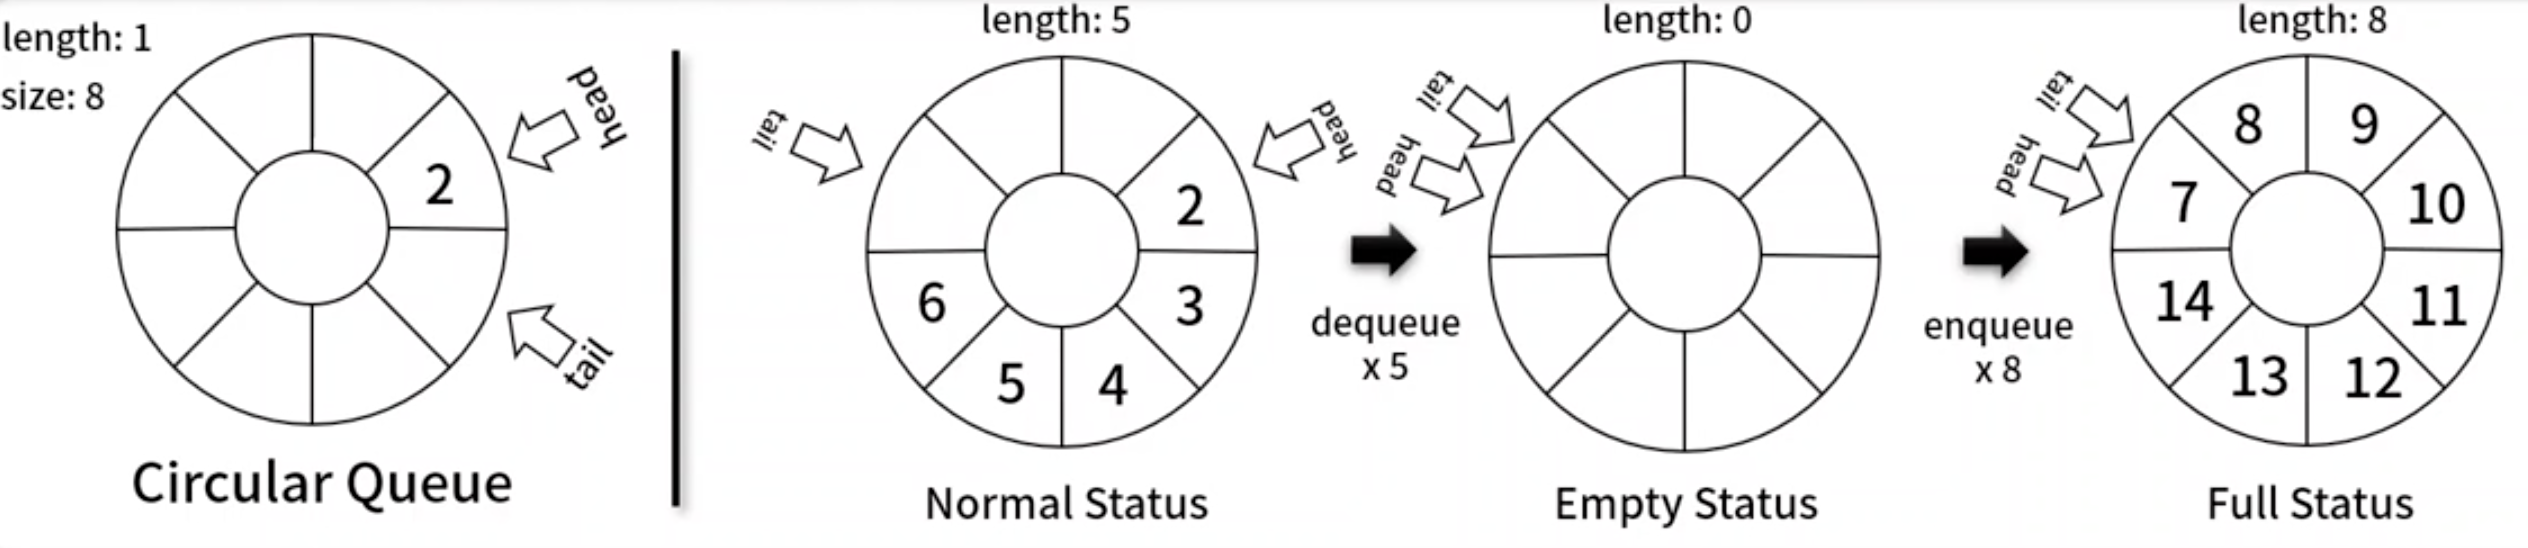 length: 1
size: 8
head
2
tail
Circular Queue
length: 5
tail
head
2
3
4
5
6
Normal Status
dequeue
x 5
length: 0
tail
head
Empty Status
enqueue
x 8
length: 8
tail
head
7
8
9
10
11
12
13
14
Full Status